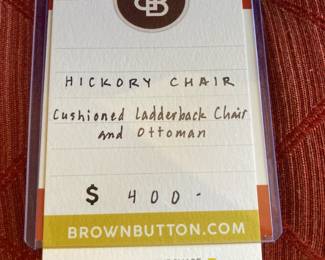 HICKORY CHAIR
Cushioned Ladderback Chair
and Ottoman
$ 400-
BROWNBUTTON.COM